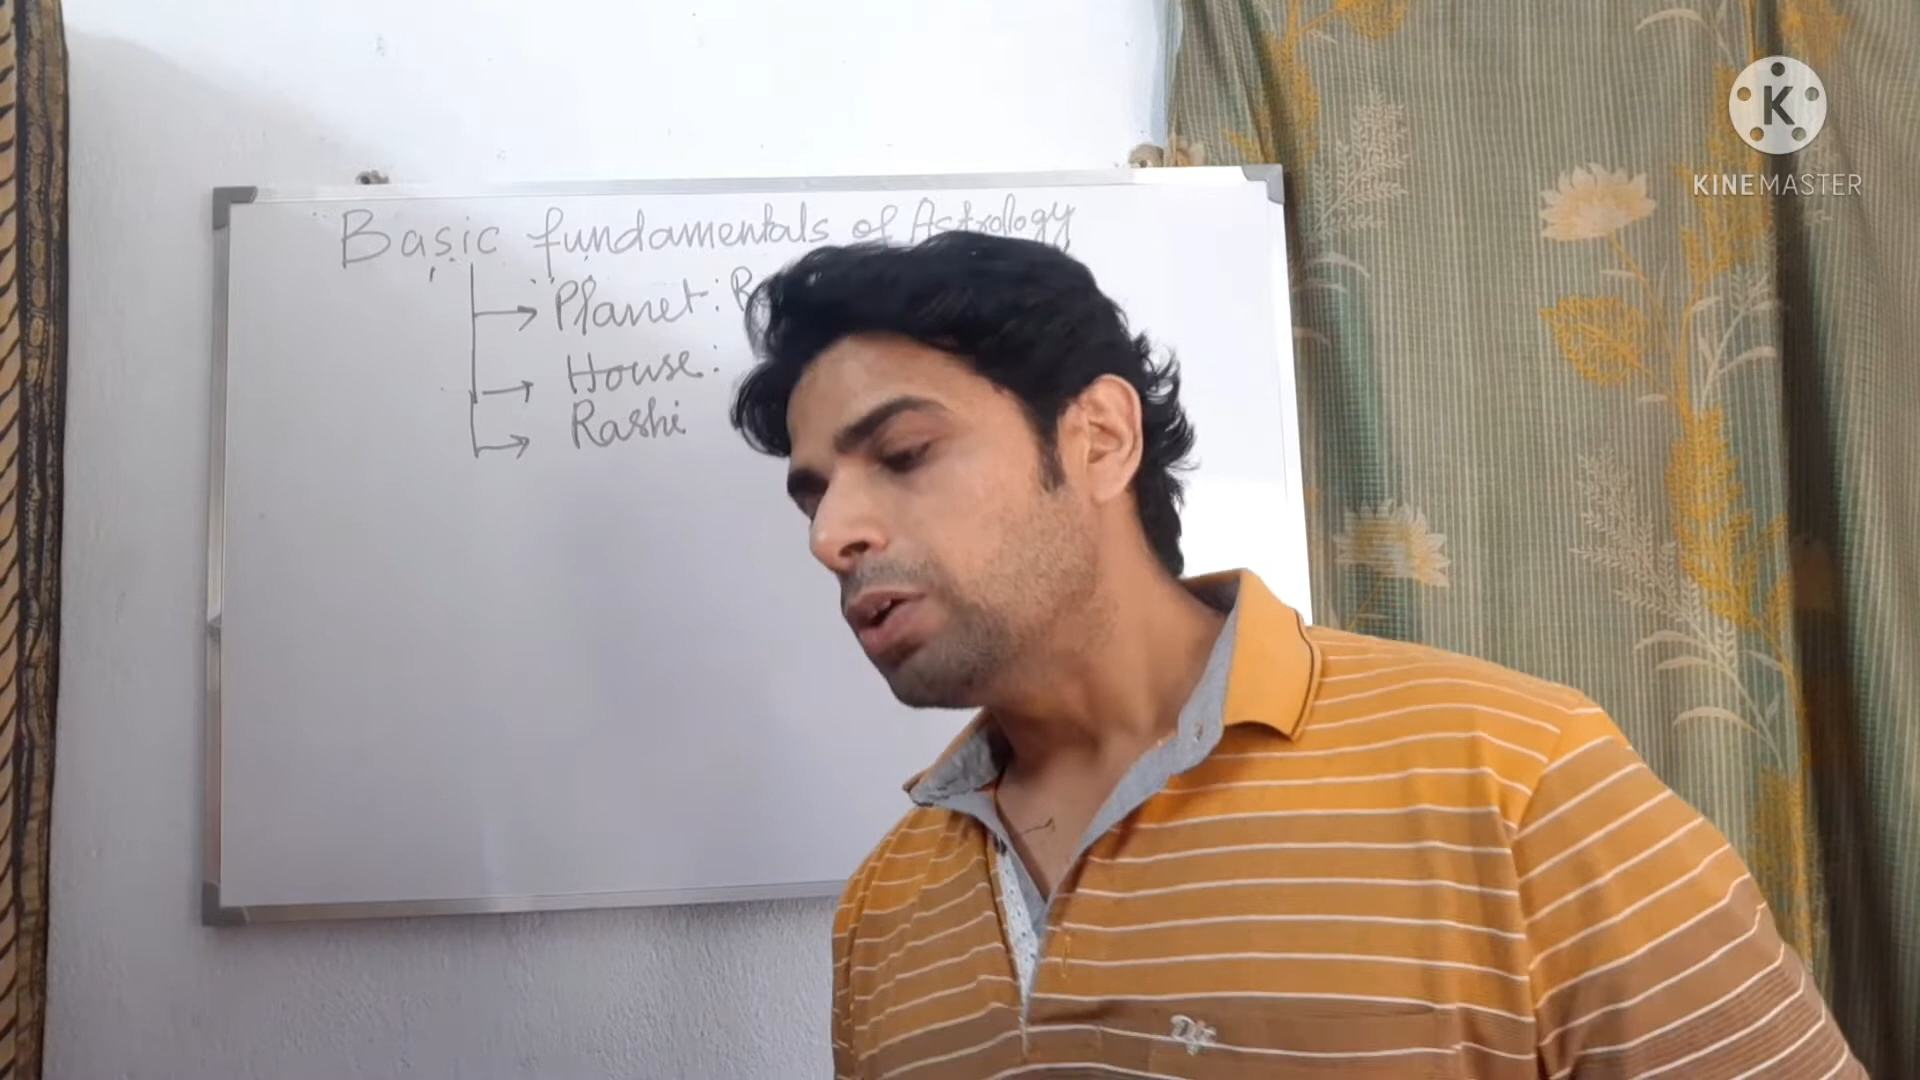 Basic fundamentals of Astrology
→ Planet:
→ House:
→ Rashi
K
KINEMASTER